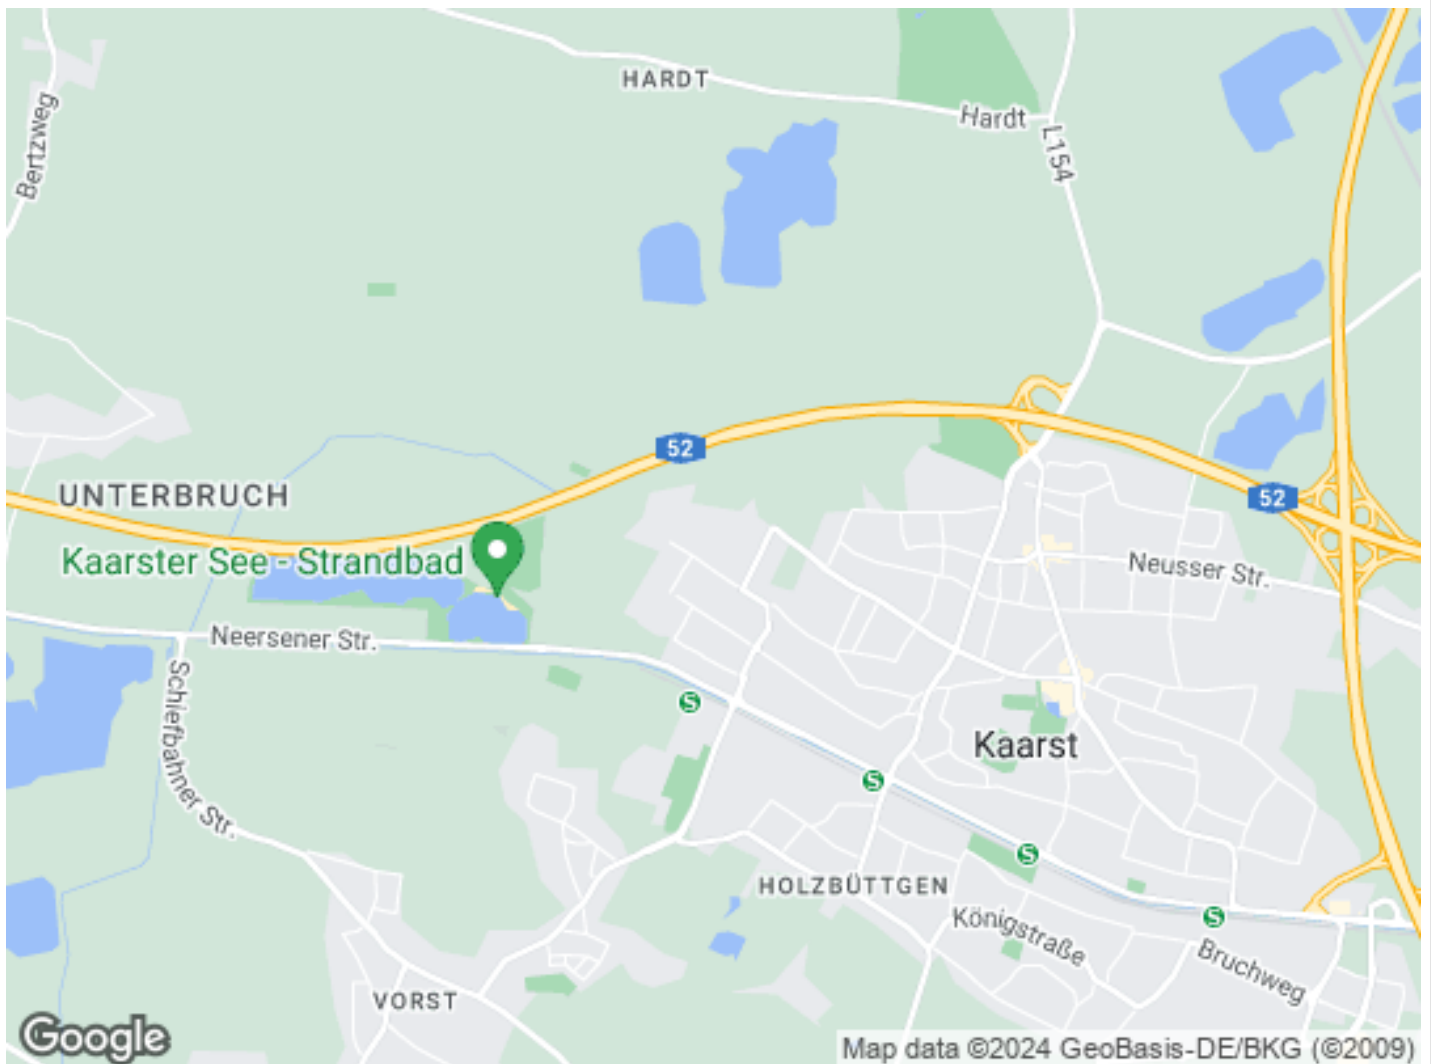 HARDT
Hardt
L154
Bertzweg
52
UNTERBRUCH
52
Kaarster See - Strandbad
Neusser Str.
Neersener Str.
Schiefbahner Str.
S
Kaarst
S
S
HOLZBÜTTGEN
S
Königstraße
Bruchweg
VORST
Google
Map data ©2024 GeoBasis-DE/BKG (©2009)